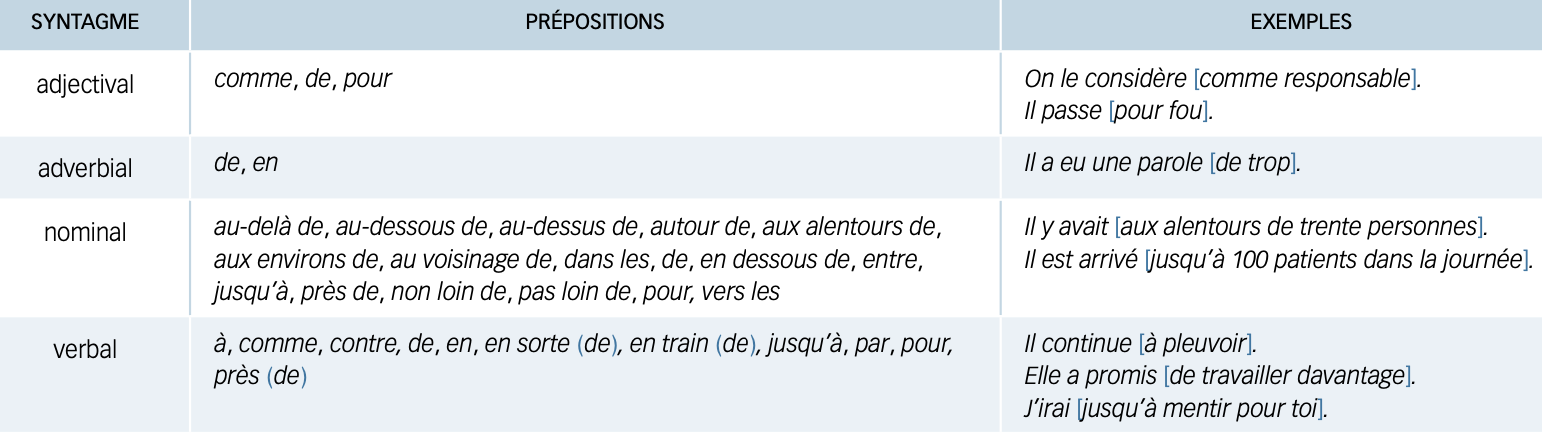 SYNTAGME PRÉPOSITIONS EXEMPLES
adjectival
comme, de, pour
On le considère [comme responsable].
Il passe [pour fou].
adverbial
de, en
Il a eu une parole [de trop].
nominal
au-delà de, au-dessous de, au-dessus de, autour de, aux alentours de,
aux environs de, au voisinage de, dans les, de, en dessous de, entre,
jusqu’à, près de, non loin de, pas loin de, pour, vers les
Il y avait [aux alentours de trente personnes].
Il est arrivé [jusqu’à 100 patients dans la journée].
verbal
à, comme, contre, de, en, en sorte (de), en train (de), jusqu’à, par, pour,
près (de)
Il continue [à pleuvoir].
Elle a promis [de travailler davantage].
J’irai [jusqu’à mentir pour toi].